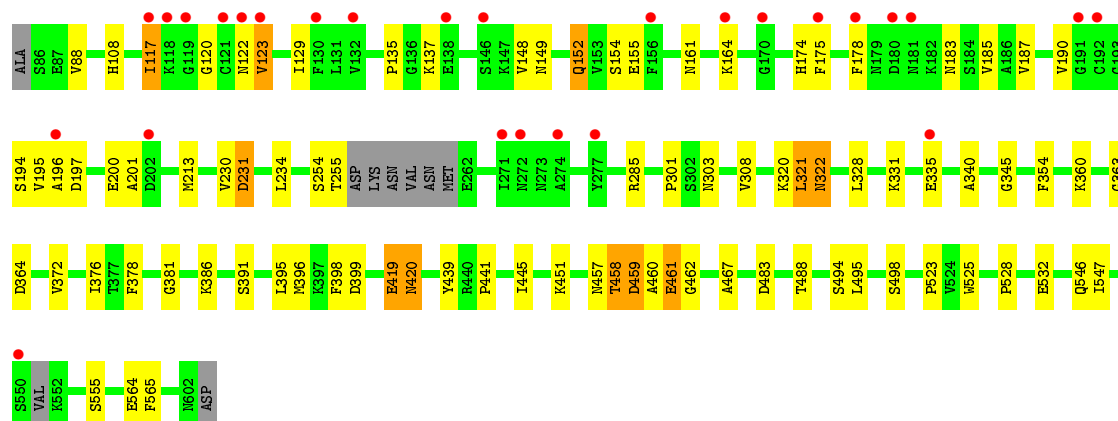 ALA S86 E87 V88 H108 I117 K118 G119 G120 C121 N122 V123 I129 F130 L131 V132 P135 G136 K137 E138 S146 K147 V148 N149 Q152 V153 S154 E155 F156 N161 K164 G170 H174 F175 F178 N179 D180 N181 K182 N183 S184 V185 A186 V187 V190 G191 C192 G193
S194 V195 A196 D197 E200 A201 D202 M213 V230 D231 L234 S254 T255 ASP LYS ASN VAL ASN MET E262 I271 N272 N273 A274 Y277 R285 P301 S302 N303 V308 K320 L321 N322 L328 K331 E335 A340 G345 F354 K360 G363
D364 V372 I376 T377 F378 G381 K386 S391 L395 M396 K397 F398 D399 E419 N420 Y439 R440 P441 I445 K451 N457 T458 D459 A460 E461 G462 A467 D483 T488 S494 L495 S498 P523 V524 W525 P528 E532 Q546 I547
S550 VAL K552 S555 E564 F565 N602 ASP